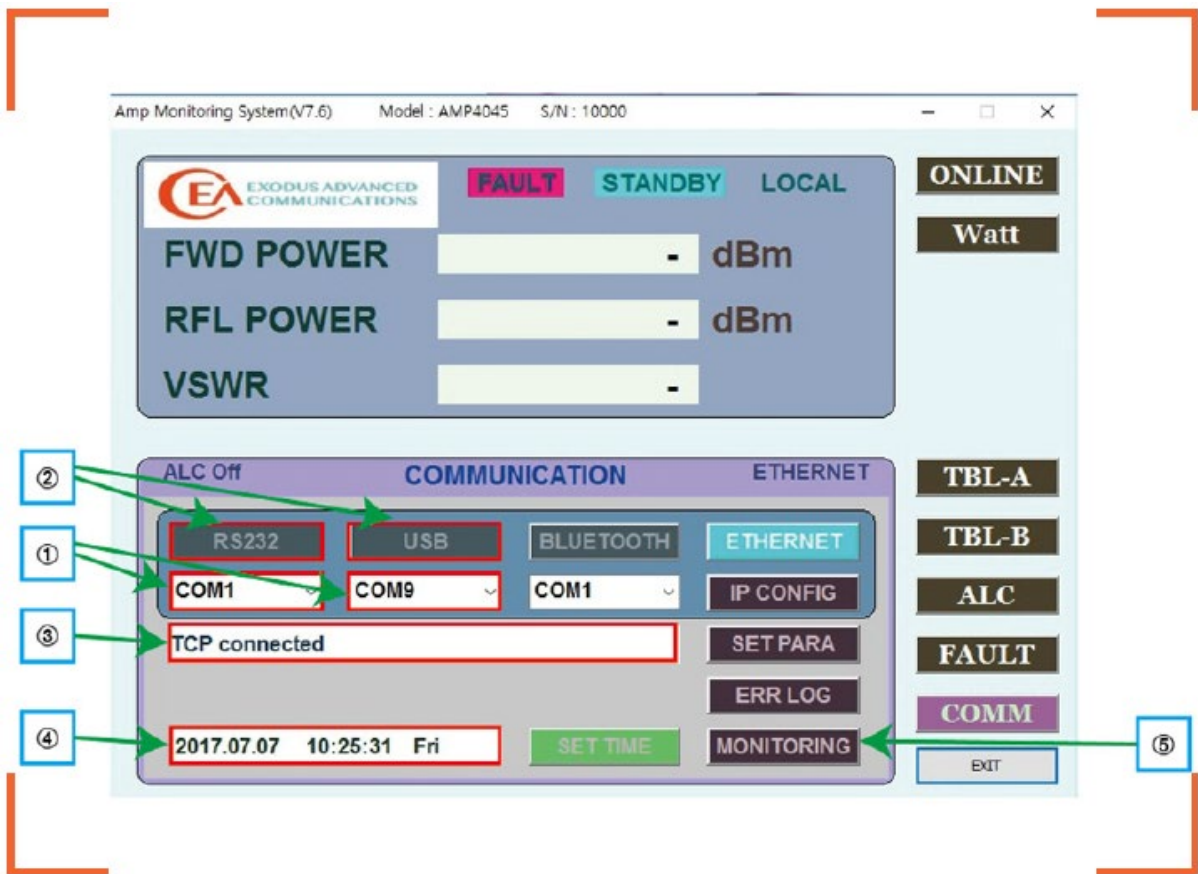 Amp Monitoring System(V7.6) Model : AMP4045 S/N : 10000
EXODUS ADVANCED
COMMUNICATIONS
FAULT STANDBY LOCAL
ONLINE
Watt
FWD POWER - dBm
RFL POWER - dBm
VSWR -
ALC Off COMMUNICATION ETHERNET
TBL-A
②
RS232 USB BLUETOOTH ETHERNET
TBL-B
①
COM1 COM9 COM1 IP CONFIG
ALC
③
TCP connected SET PARA
FAULT
ERR LOG
COMM
④
2017.07.07 10:25:31 Fri SET TIME MONITORING
⑤
EXIT